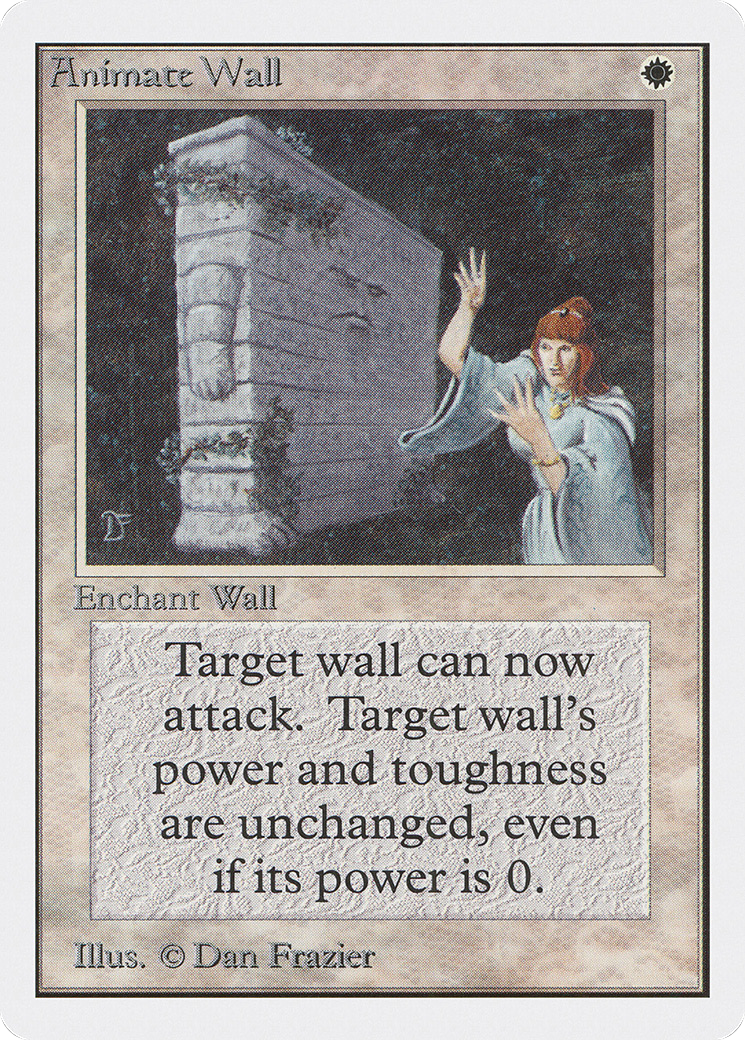 Animate Wall
DF
Enchant Wall
Target wall can now
attack. Target wall's
power and toughness
are unchanged, even
if its power is 0.
Illus. © Dan Frazier